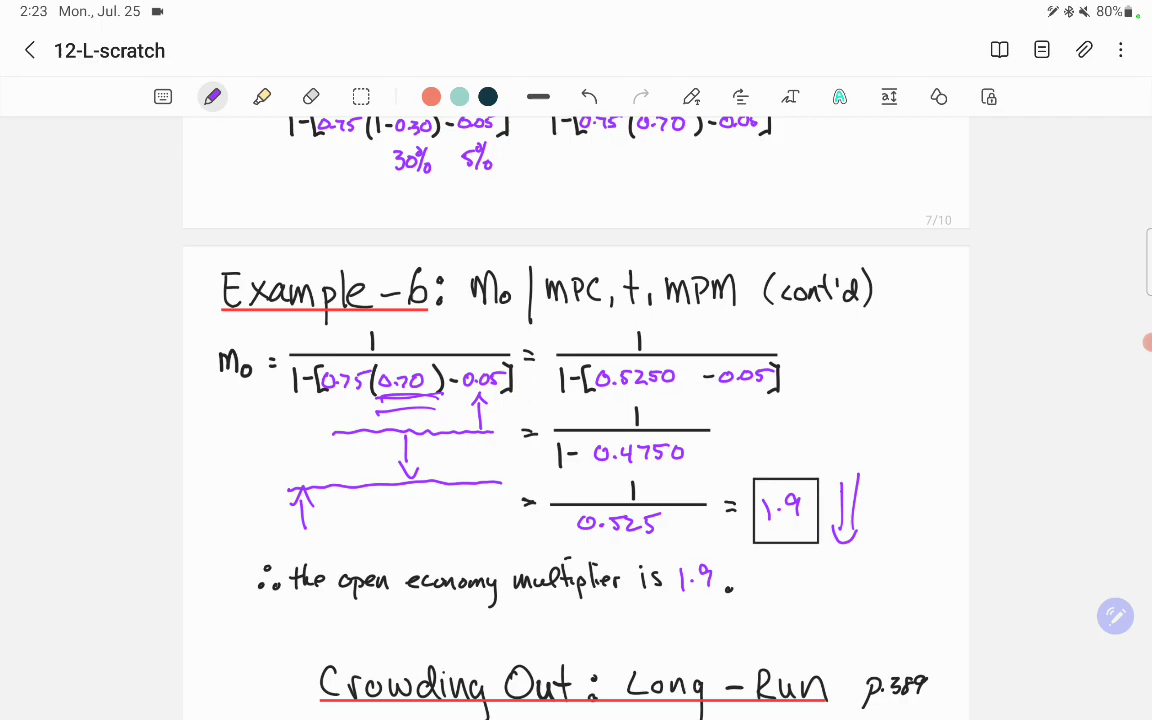 2:23 Mon., Jul. 25 80%
12-L-scratch
1-[0.75(1-0.30)-0.05] 1-[0.75(0.70)-0.05]
30% 5%
7/10
Example-6: Mo | MPC, t, MPM (cont'd)
Mo = 1 / 1-[0.75(0.70)-0.05] = 1 / 1-[0.5250 -0.05]
= 1 / 1- 0.4750
= 1 / 0.525 = 1.9
∴ the open economy multiplier is 1.9.
Crowding Out: Long-Run p.389